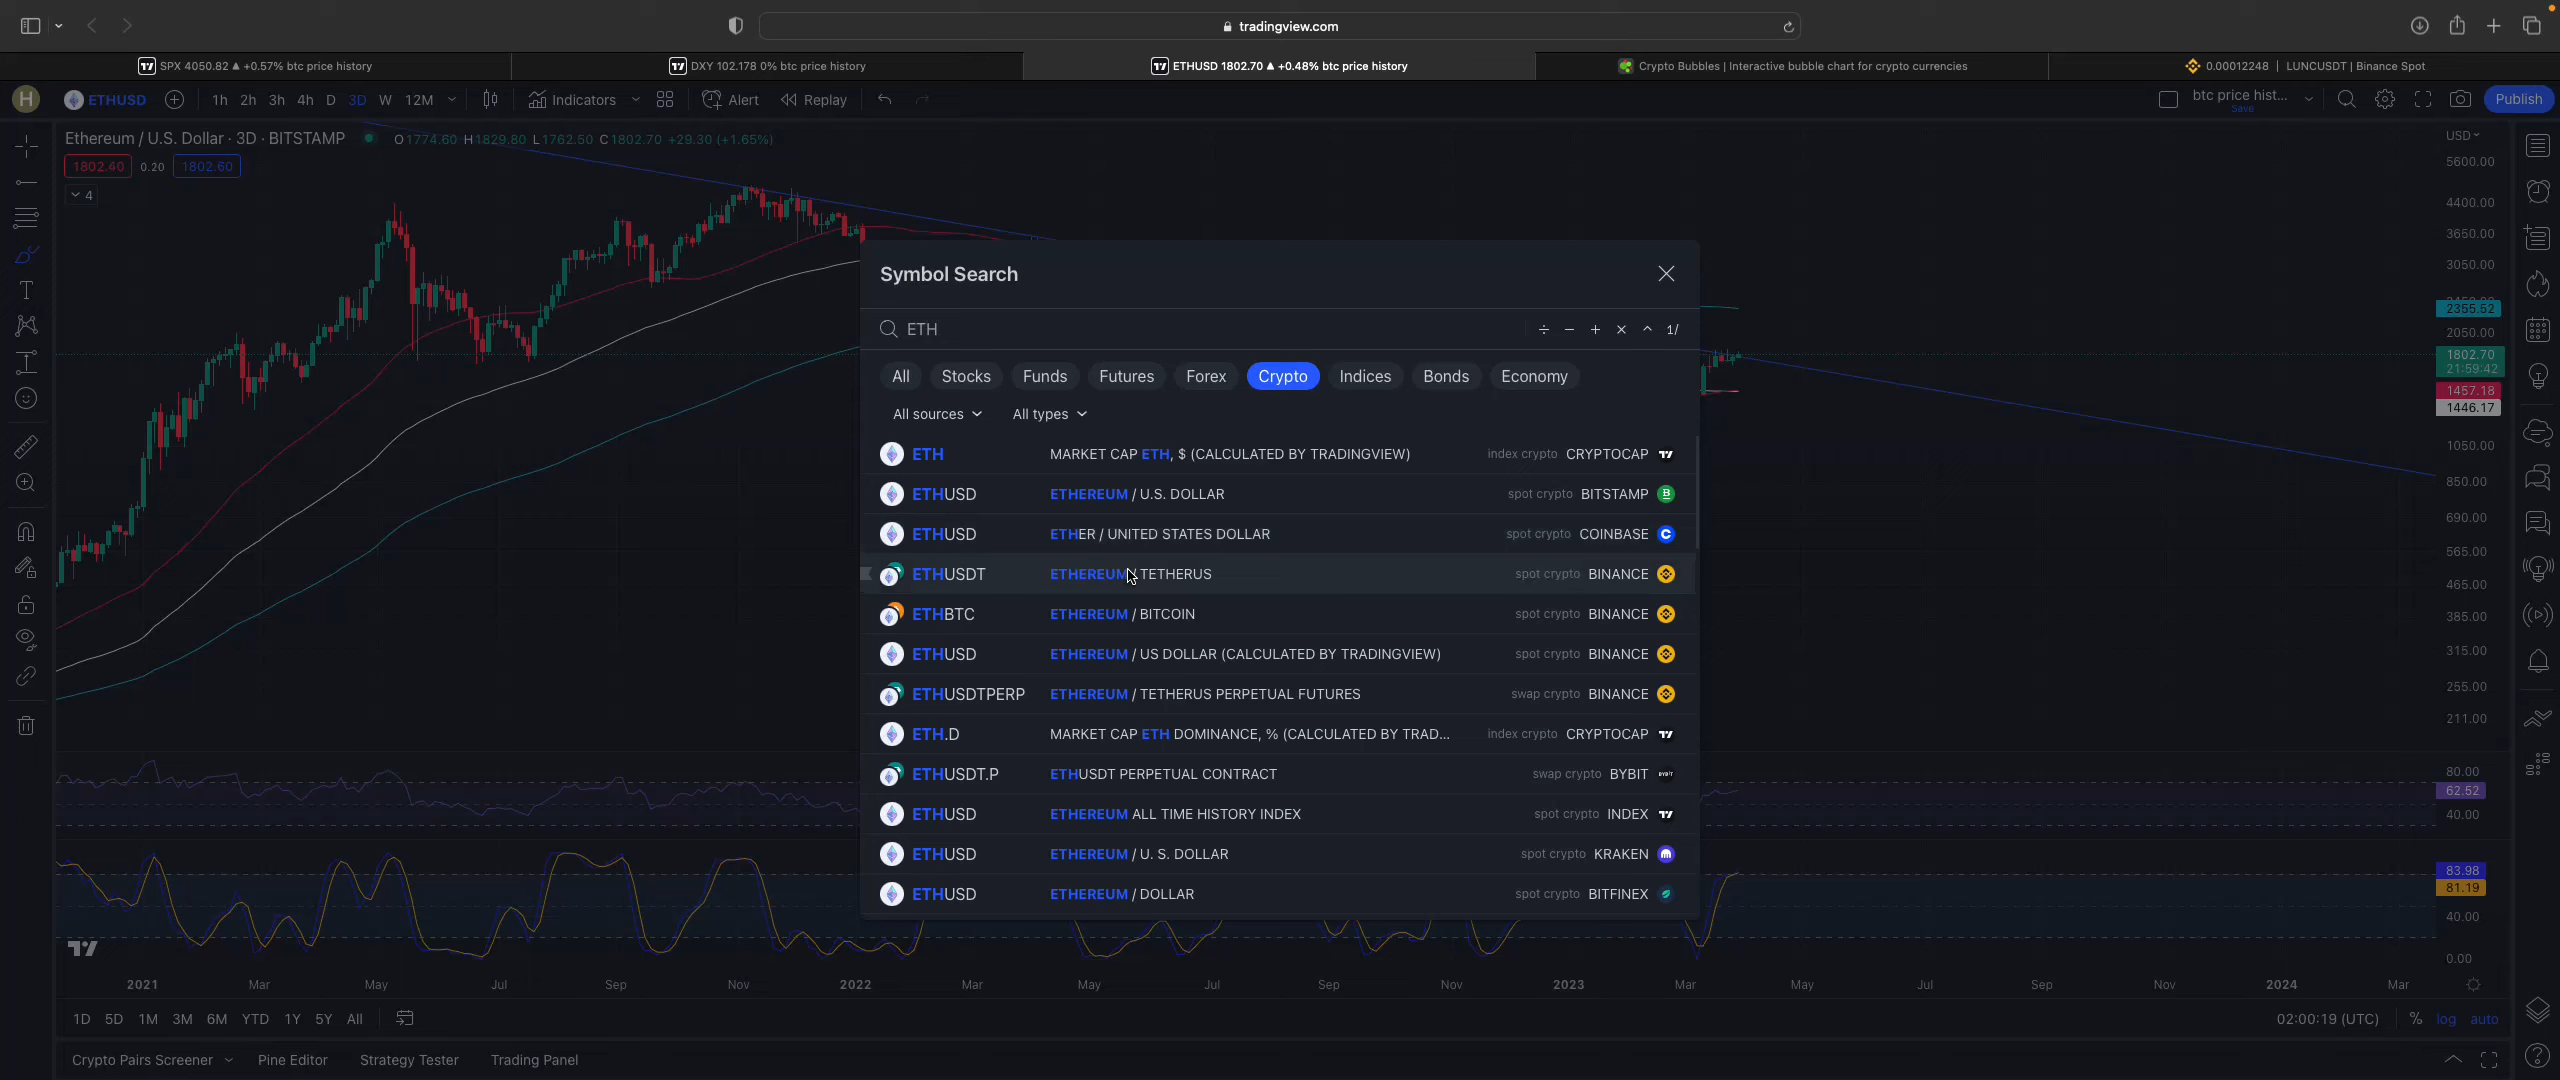 tradingview.com
SPX 4050.82 ▲ +0.57% btc price history
DXY 102.178 0% btc price history
ETHUSD 1802.70 ▲ +0.48% btc price history
Crypto Bubbles | Interactive bubble chart for crypto currencies
0.00012248 | LUNCUSDT | Binance Spot
H ETHUSD 1h 2h 3h 4h D 3D W 12M Indicators Alert Replay btc price hist... Save Publish
Ethereum / U.S. Dollar · 3D · BITSTAMP O1774.60 H1829.80 L1762.50 C1802.70 +29.30 (+1.65%)
USD
1802.40 0.20 1802.60
4
5600.00
4400.00
3650.00
3050.00
2355.52
2050.00
1802.70
21:59:42
1457.18
1446.17
1050.00
850.00
690.00
565.00
465.00
385.00
315.00
255.00
211.00
80.00
62.52
40.00
83.98
81.19
40.00
0.00
Symbol Search
ETH ÷ − + × ^ 1/
All Stocks Funds Futures Forex Crypto Indices Bonds Economy
All sources All types
ETH MARKET CAP ETH, $ (CALCULATED BY TRADINGVIEW) index crypto CRYPTOCAP
ETHUSD ETHEREUM / U.S. DOLLAR spot crypto BITSTAMP
ETHUSD ETHER / UNITED STATES DOLLAR spot crypto COINBASE
ETHUSDT ETHEREUM / TETHERUS spot crypto BINANCE
ETHBTC ETHEREUM / BITCOIN spot crypto BINANCE
ETHUSD ETHEREUM / US DOLLAR (CALCULATED BY TRADINGVIEW) spot crypto BINANCE
ETHUSDTPERP ETHEREUM / TETHERUS PERPETUAL FUTURES swap crypto BINANCE
ETH.D MARKET CAP ETH DOMINANCE, % (CALCULATED BY TRAD... index crypto CRYPTOCAP
ETHUSDT.P ETHUSDT PERPETUAL CONTRACT swap crypto BYBIT
ETHUSD ETHEREUM ALL TIME HISTORY INDEX spot crypto INDEX
ETHUSD ETHEREUM / U. S. DOLLAR spot crypto KRAKEN
ETHUSD ETHEREUM / DOLLAR spot crypto BITFINEX
2021 Mar May Jul Sep Nov 2022 Mar May Jul Sep Nov 2023 Mar May Jul Sep Nov 2024 Mar
1D 5D 1M 3M 6M YTD 1Y 5Y All 02:00:19 (UTC) % log auto
Crypto Pairs Screener Pine Editor Strategy Tester Trading Panel